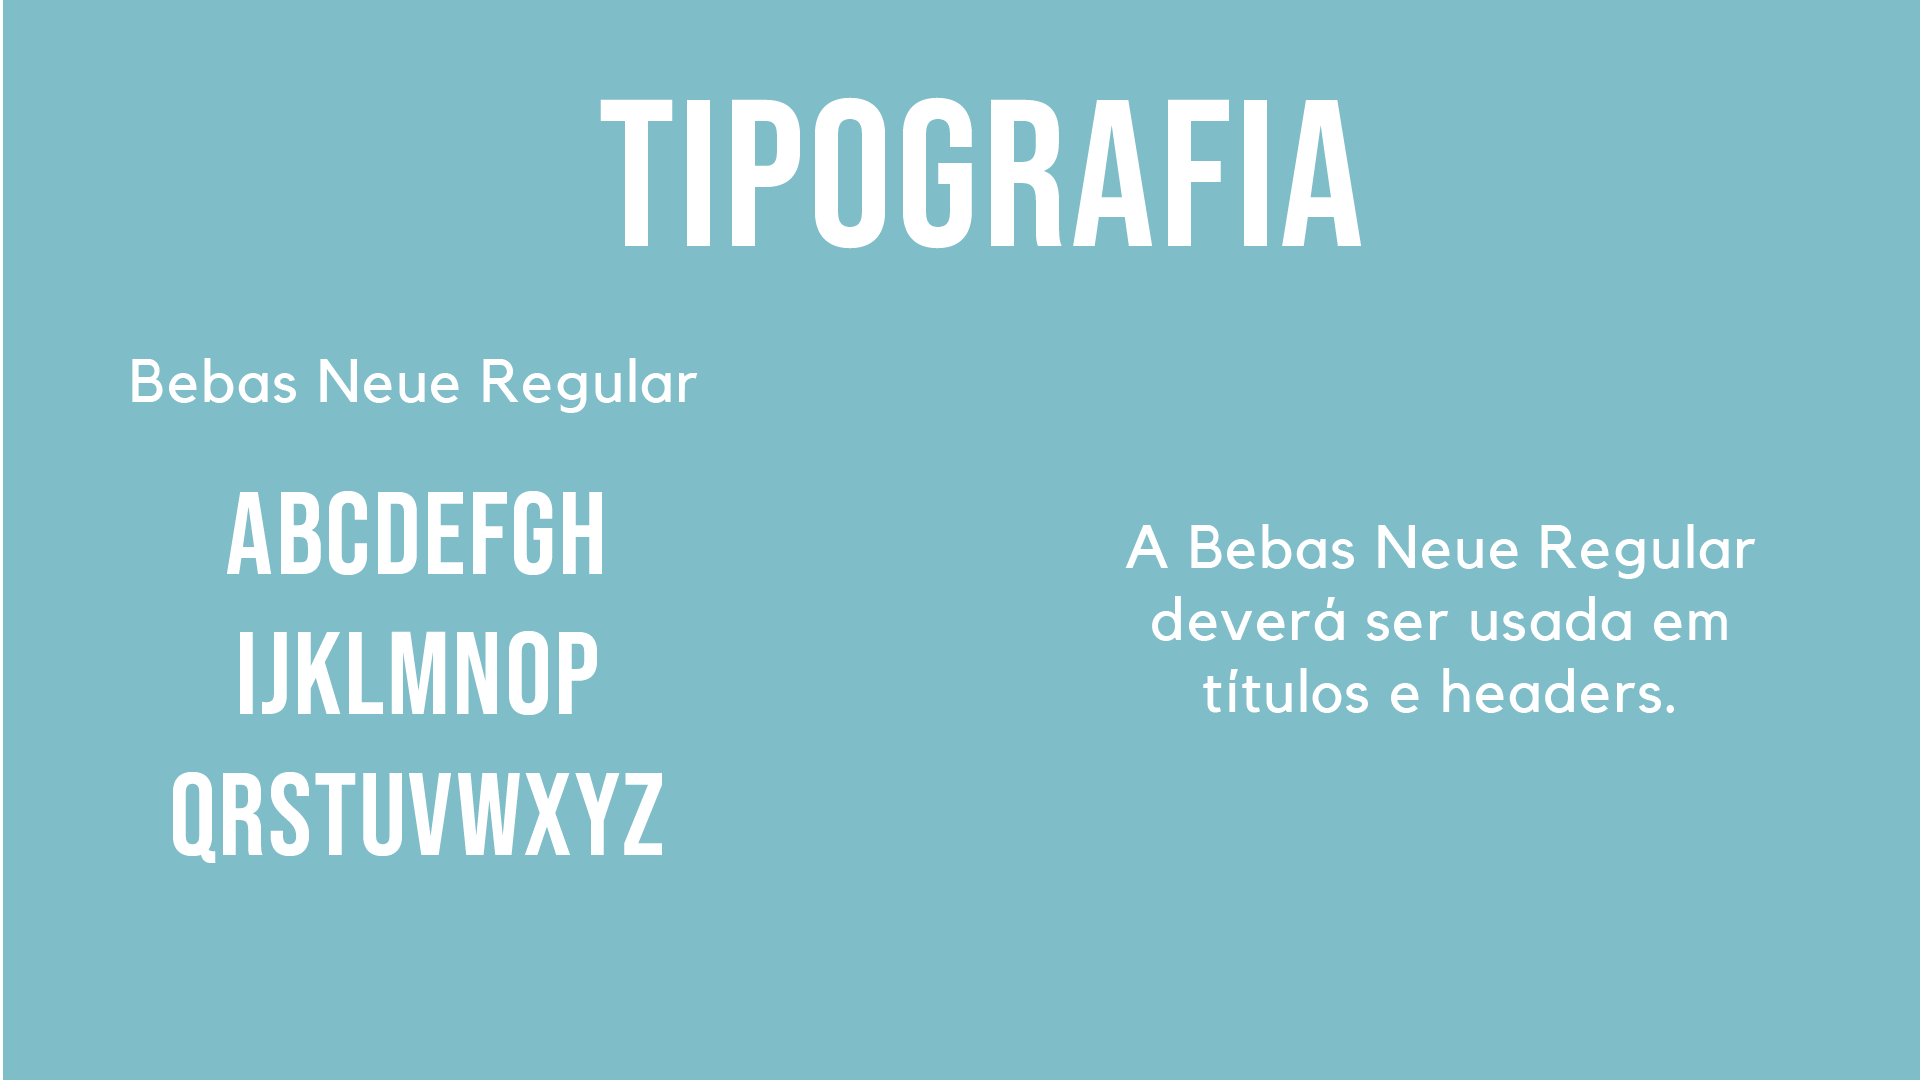 TIPOGRAFIA
Bebas Neue Regular
ABCDEFGH
IJKLMNOP
QRSTUVWXYZ
A Bebas Neue Regular
deverá ser usada em
títulos e headers.